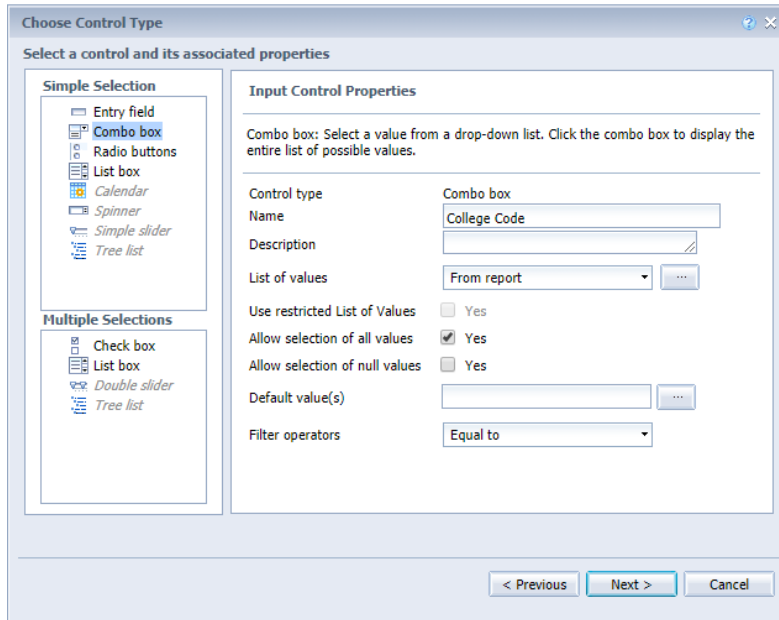 Choose Control Type
Select a control and its associated properties
Simple Selection
Entry field
Combo box
Radio buttons
List box
Calendar
Spinner
Simple slider
Tree list
Multiple Selections
Check box
List box
Double slider
Tree list
Input Control Properties
Combo box: Select a value from a drop-down list. Click the combo box to display the
entire list of possible values.
Control type Combo box
Name College Code
Description
List of values From report ...
Use restricted List of Values Yes
Allow selection of all values Yes
Allow selection of null values Yes
Default value(s) ...
Filter operators Equal to
< Previous Next > Cancel